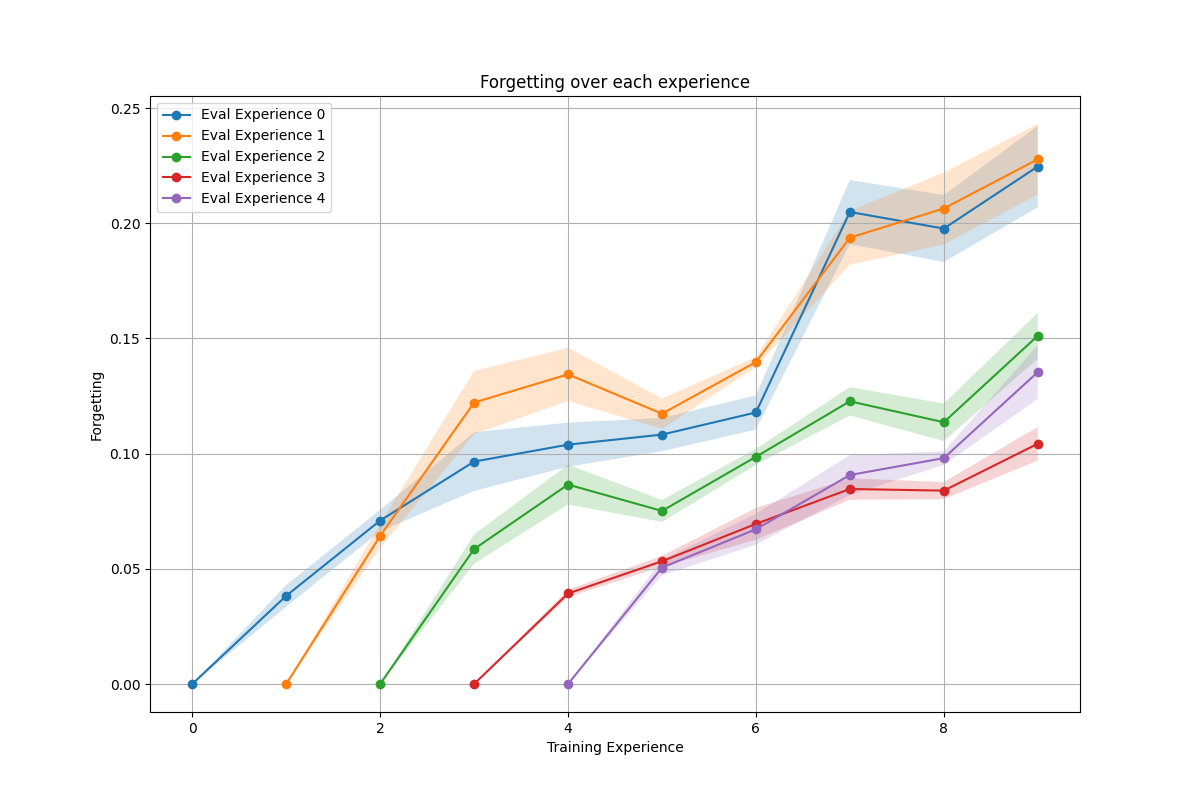 Forgetting over each experience
0.25
0.20
0.15
0.10
0.05
0.00
Forgetting
Eval Experience 0
Eval Experience 1
Eval Experience 2
Eval Experience 3
Eval Experience 4
0 2 4 6 8
Training Experience